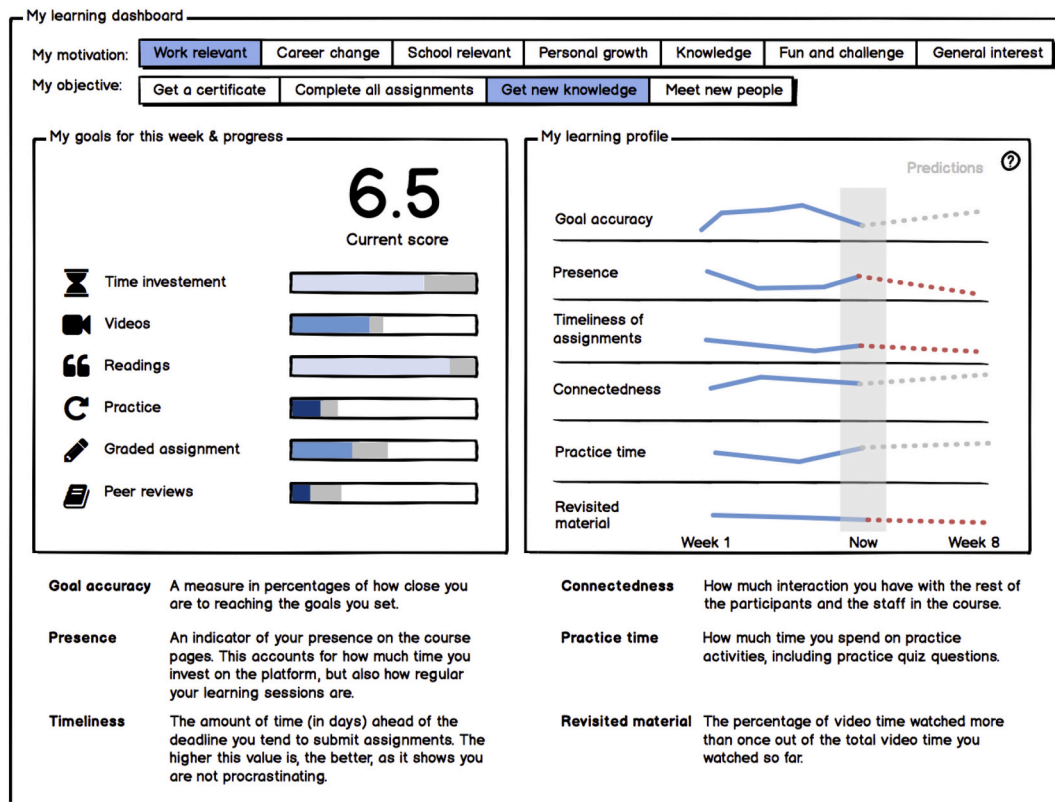 My learning dashboard
My motivation: Work relevant Career change School relevant Personal growth Knowledge Fun and challenge General interest
My objective: Get a certificate Complete all assignments Get new knowledge Meet new people
My goals for this week & progress
6.5
Current score
Time investement
Videos
Readings
Practice
Graded assignment
Peer reviews
My learning profile
Predictions ?
Goal accuracy
Presence
Timeliness of
assignments
Connectedness
Practice time
Revisited
material
Week 1 Now Week 8
Goal accuracy A measure in percentages of how close you
are to reaching the goals you set.
Presence An indicator of your presence on the course
pages. This accounts for how much time you
invest on the platform, but also how regular
your learning sessions are.
Timeliness The amount of time (in days) ahead of the
deadline you tend to submit assignments. The
higher this value is, the better, as it shows you
are not procrastinating.
Connectedness How much interaction you have with the rest of
the participants and the staff in the course.
Practice time How much time you spend on practice
activities, including practice quiz questions.
Revisited material The percentage of video time watched more
than once out of the total video time you
watched so far.